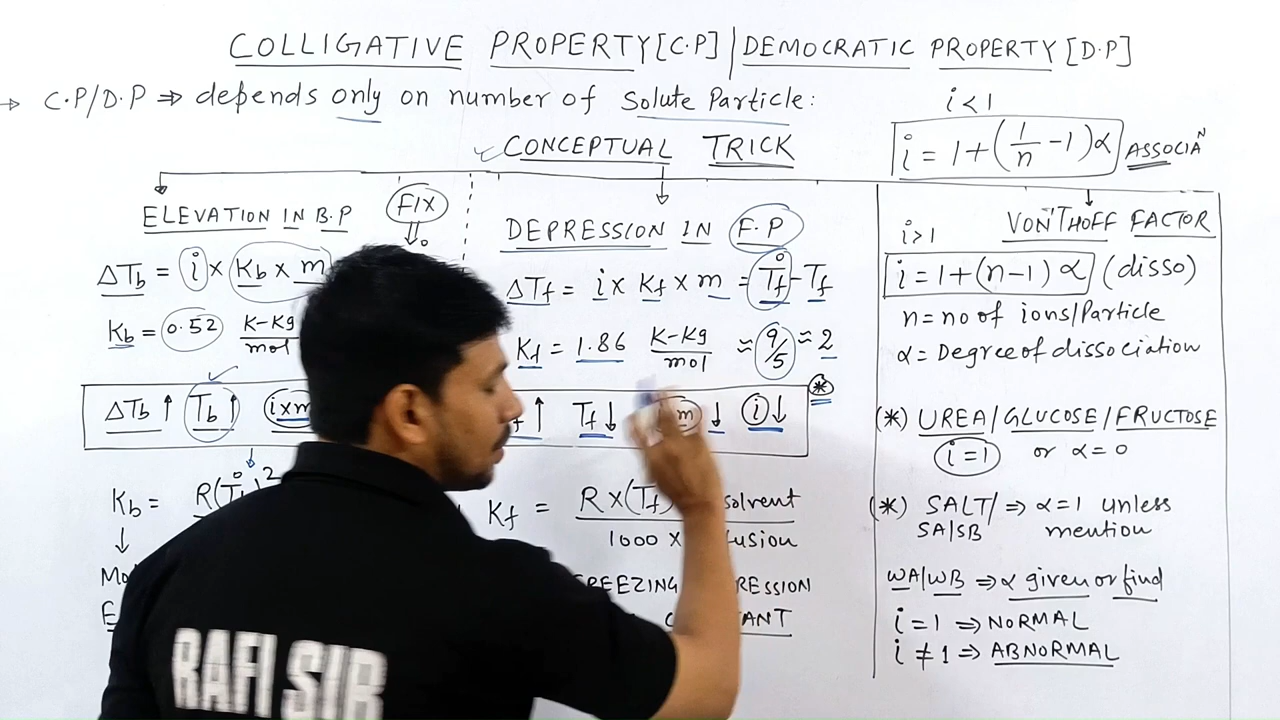 COLLIGATIVE PROPERTY [C.P] | DEMOCRATIC PROPERTY [D.P]
→ C.P/D.P ⇒ depends only on number of Solute Particle:
CONCEPTUAL TRICK
i < 1
i = 1+(1/n -1)α ASSOCIA^N
ELEVATION IN B.P
FIX
⇓
ΔTb = i × Kb × m
Kb = 0.52 K-Kg/mol
ΔTb ↑ Tb ↑ i×m
Kb = R(T°
)²
↓
DEPRESSION IN F.P
ΔTf = i × Kf × m = T°f - Tf
Kf = 1.86 K-Kg/mol ≈ 9/5 ≈ 2
↑ Tf ↓ m ↓ i ↓ (*)
Kf = R×(Tf) solvent
1000 ×
FREEZING
VON'THOFF FACTOR
i > 1
i = 1+(n-1) α (disso)
n = no of ions/Particle
α = Degree of dissociation
(*) UREA/GLUCOSE/FRUCTOSE
i=1 or α=0
(*) SALT/ ⇒ α=1 unless
SA/SB mention
WA/WB ⇒ α given or find
i = 1 ⇒ NORMAL
i ≠ 1 ⇒ ABNORMAL
RAFI SIR